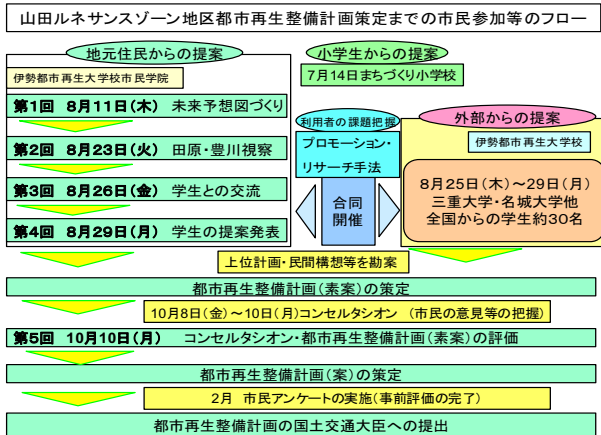 山田ルネサンスゾーン地区都市再生整備計画策定までの市民参加等のフロー
地元住民からの提案
伊勢都市再生大学校市民学院
第1回 8月11日(木) 未来予想図づくり
第2回 8月23日(火) 田原・豊川視察
第3回 8月26日(金) 学生との交流
第4回 8月29日(月) 学生の提案発表
小学生からの提案
7月14日まちづくり小学校
利用者の課題把握
プロモーション・
リサーチ手法
合同
開催
外部からの提案
伊勢都市再生大学校
8月25日(木)~29日(月)
三重大学・名城大学他
全国からの学生約30名
上位計画・民間構想等を勘案
都市再生整備計画(素案)の策定
10月8日(金)~10日(月)コンセルタシオン (市民の意見等の把握)
第5回 10月10日(月) コンセルタシオン・都市再生整備計画(素案)の評価
都市再生整備計画(案)の策定
2月 市民アンケートの実施(事前評価の完了)
都市再生整備計画の国土交通大臣への提出